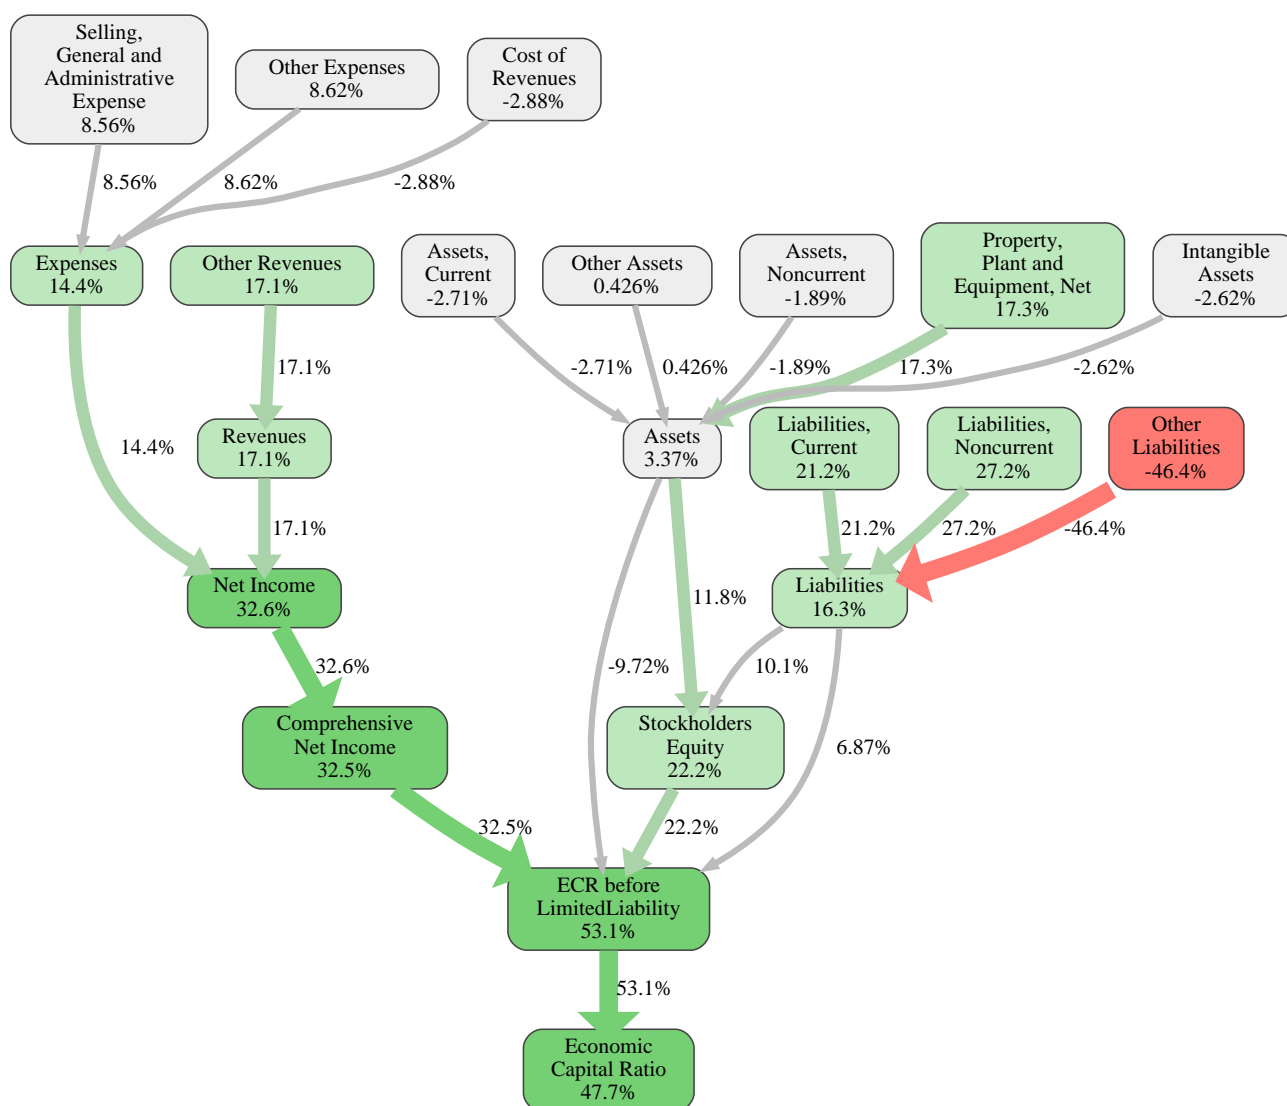 Selling,
General and
Administrative
Expense
8.56%
Other Expenses
8.62%
Cost of
Revenues
-2.88%
8.56%
8.62%
-2.88%
Expenses
14.4%
Other Revenues
17.1%
Assets,
Current
-2.71%
Other Assets
0.426%
Assets,
Noncurrent
-1.89%
Property,
Plant and
Equipment, Net
17.3%
Intangible
Assets
-2.62%
17.1%
-2.71%
0.426%
-1.89%
17.3%
-2.62%
14.4%
Revenues
17.1%
Assets
3.37%
Liabilities,
Current
21.2%
Liabilities,
Noncurrent
27.2%
Other
Liabilities
-46.4%
17.1%
21.2%
27.2%
-46.4%
Net Income
32.6%
11.8%
Liabilities
16.3%
32.6%
-9.72%
10.1%
Comprehensive
Net Income
32.5%
Stockholders
Equity
22.2%
6.87%
32.5%
22.2%
ECR before
LimitedLiability
53.1%
53.1%
Economic
Capital Ratio
47.7%